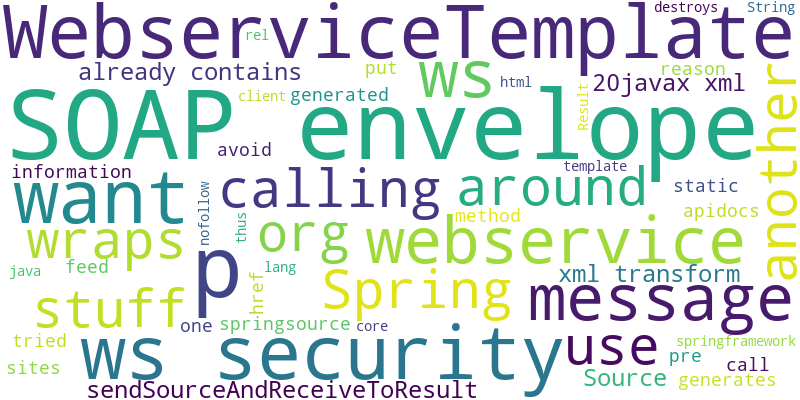 WebserviceTemplate
destroys
String
rel
already contains
put
ws
html
20javax xml
reason
client
generated
Result
SOAP envelope
another
avoid
information
template
want
nofollow
calling
around
static
thus
method
apidocs
wraps
org
webservice
java
feed
p
lang
href
xml transform
stuff
Spring
message
one
springsource
core
tried
ws security
use
springframework
pre
sites
call
sendSourceAndReceiveToResult
Source
generates